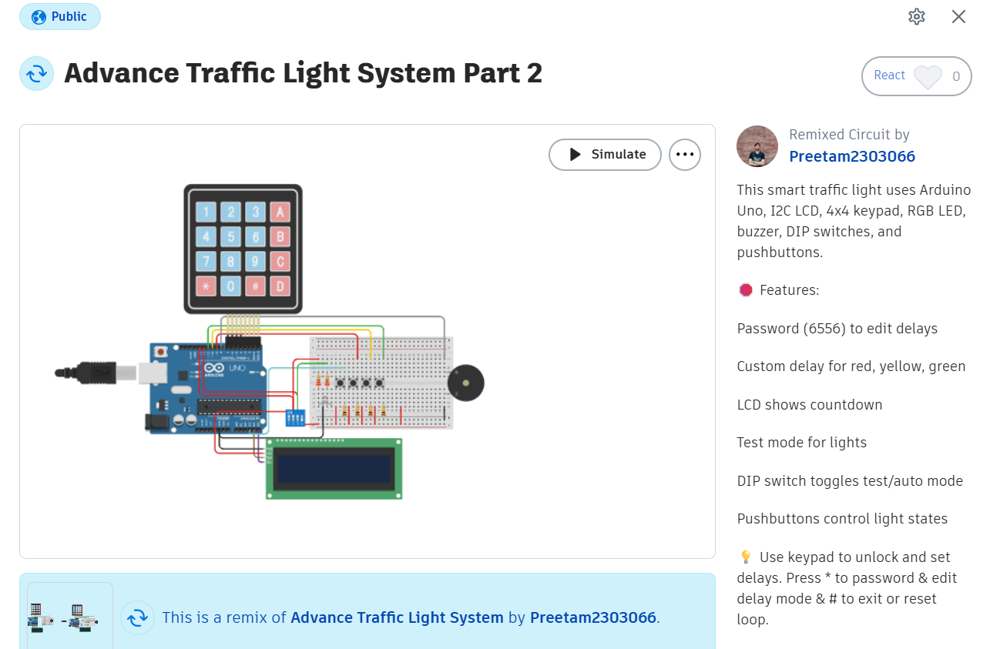 Public
Advance Traffic Light System Part 2
React 0
Simulate
Remixed Circuit by
Preetam2303066
This smart traffic light uses Arduino
Uno, I2C LCD, 4x4 keypad, RGB LED,
buzzer, DIP switches, and
pushbuttons.
Features:
Password (6556) to edit delays
Custom delay for red, yellow, green
LCD shows countdown
Test mode for lights
DIP switch toggles test/auto mode
Pushbuttons control light states
Use keypad to unlock and set
delays. Press * to password & edit
delay mode & # to exit or reset
loop.
1 2 3 A
4 5 6 B
7 8 9 C
* 0 # D
UNO
ARDUINO
This is a remix of Advance Traffic Light System by Preetam2303066.